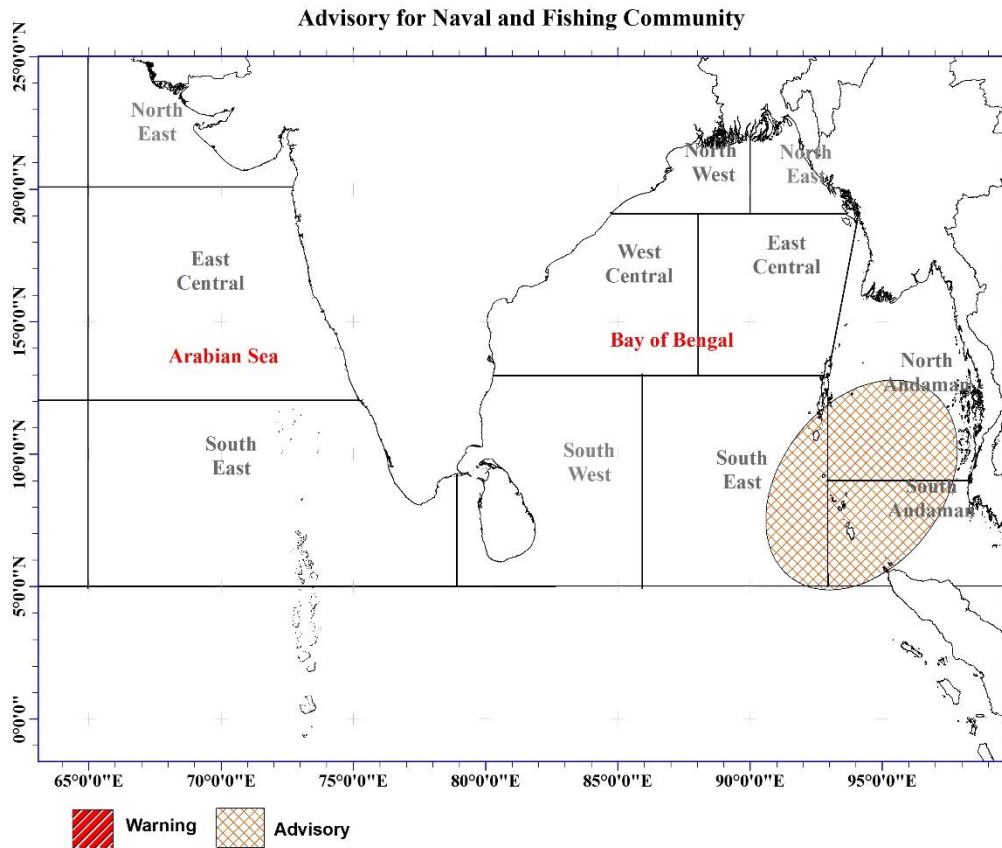 Advisory for Naval and Fishing Community
25°0'0"N
20°0'0"N
15°0'0"N
10°0'0"N
5°0'0"N
0°0'0"
North
East
North
West
North
East
East
Central
West
Central
East
Central
Arabian Sea
Bay of Bengal
North
Andaman
South
East
South
West
South
East
South
Andaman
65°0'0"E
70°0'0"E
75°0'0"E
80°0'0"E
85°0'0"E
90°0'0"E
95°0'0"E
Warning
Advisory